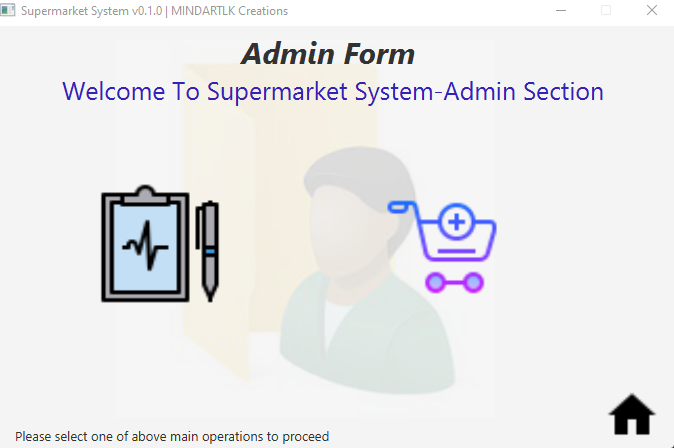 Supermarket System v0.1.0 | MINDARTLK Creations
Admin Form
Welcome To Supermarket System-Admin Section
Please select one of above main operations to proceed